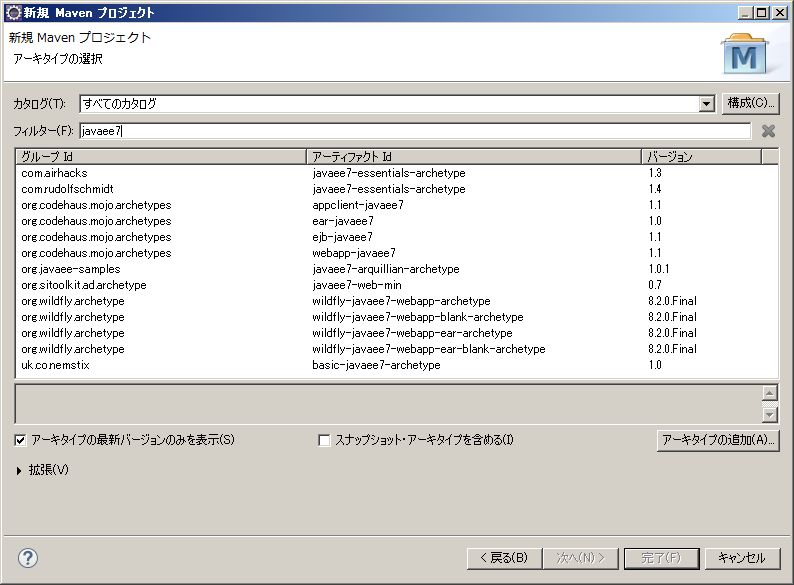 新規 Maven プロジェクト
新規 Maven プロジェクト
アーキタイプの選択
M
カタログ(T): すべてのカタログ 構成(C)...
フィルター(F): javaee7
グループ Id アーティファクト Id バージョン
com.airhacks javaee7-essentials-archetype 1.3
com.rudolfschmidt javaee7-essentials-archetype 1.4
org.codehaus.mojo.archetypes appclient-javaee7 1.1
org.codehaus.mojo.archetypes ear-javaee7 1.0
org.codehaus.mojo.archetypes ejb-javaee7 1.1
org.codehaus.mojo.archetypes webapp-javaee7 1.1
org.javaee-samples javaee7-arquillian-archetype 1.0.1
org.sitoolkit.ad.archetype javaee7-web-min 0.7
org.wildfly.archetype wildfly-javaee7-webapp-archetype 8.2.0.Final
org.wildfly.archetype wildfly-javaee7-webapp-blank-archetype 8.2.0.Final
org.wildfly.archetype wildfly-javaee7-webapp-ear-archetype 8.2.0.Final
org.wildfly.archetype wildfly-javaee7-webapp-ear-blank-archetype 8.2.0.Final
uk.co.nemstix basic-javaee7-archetype 1.0
アーキタイプの最新バージョンのみを表示(S) スナップショット・アーキタイプを含める(I) アーキタイプの追加(A)...
拡張(V)
? < 戻る(B) 次へ(N) > 完了(F) キャンセル